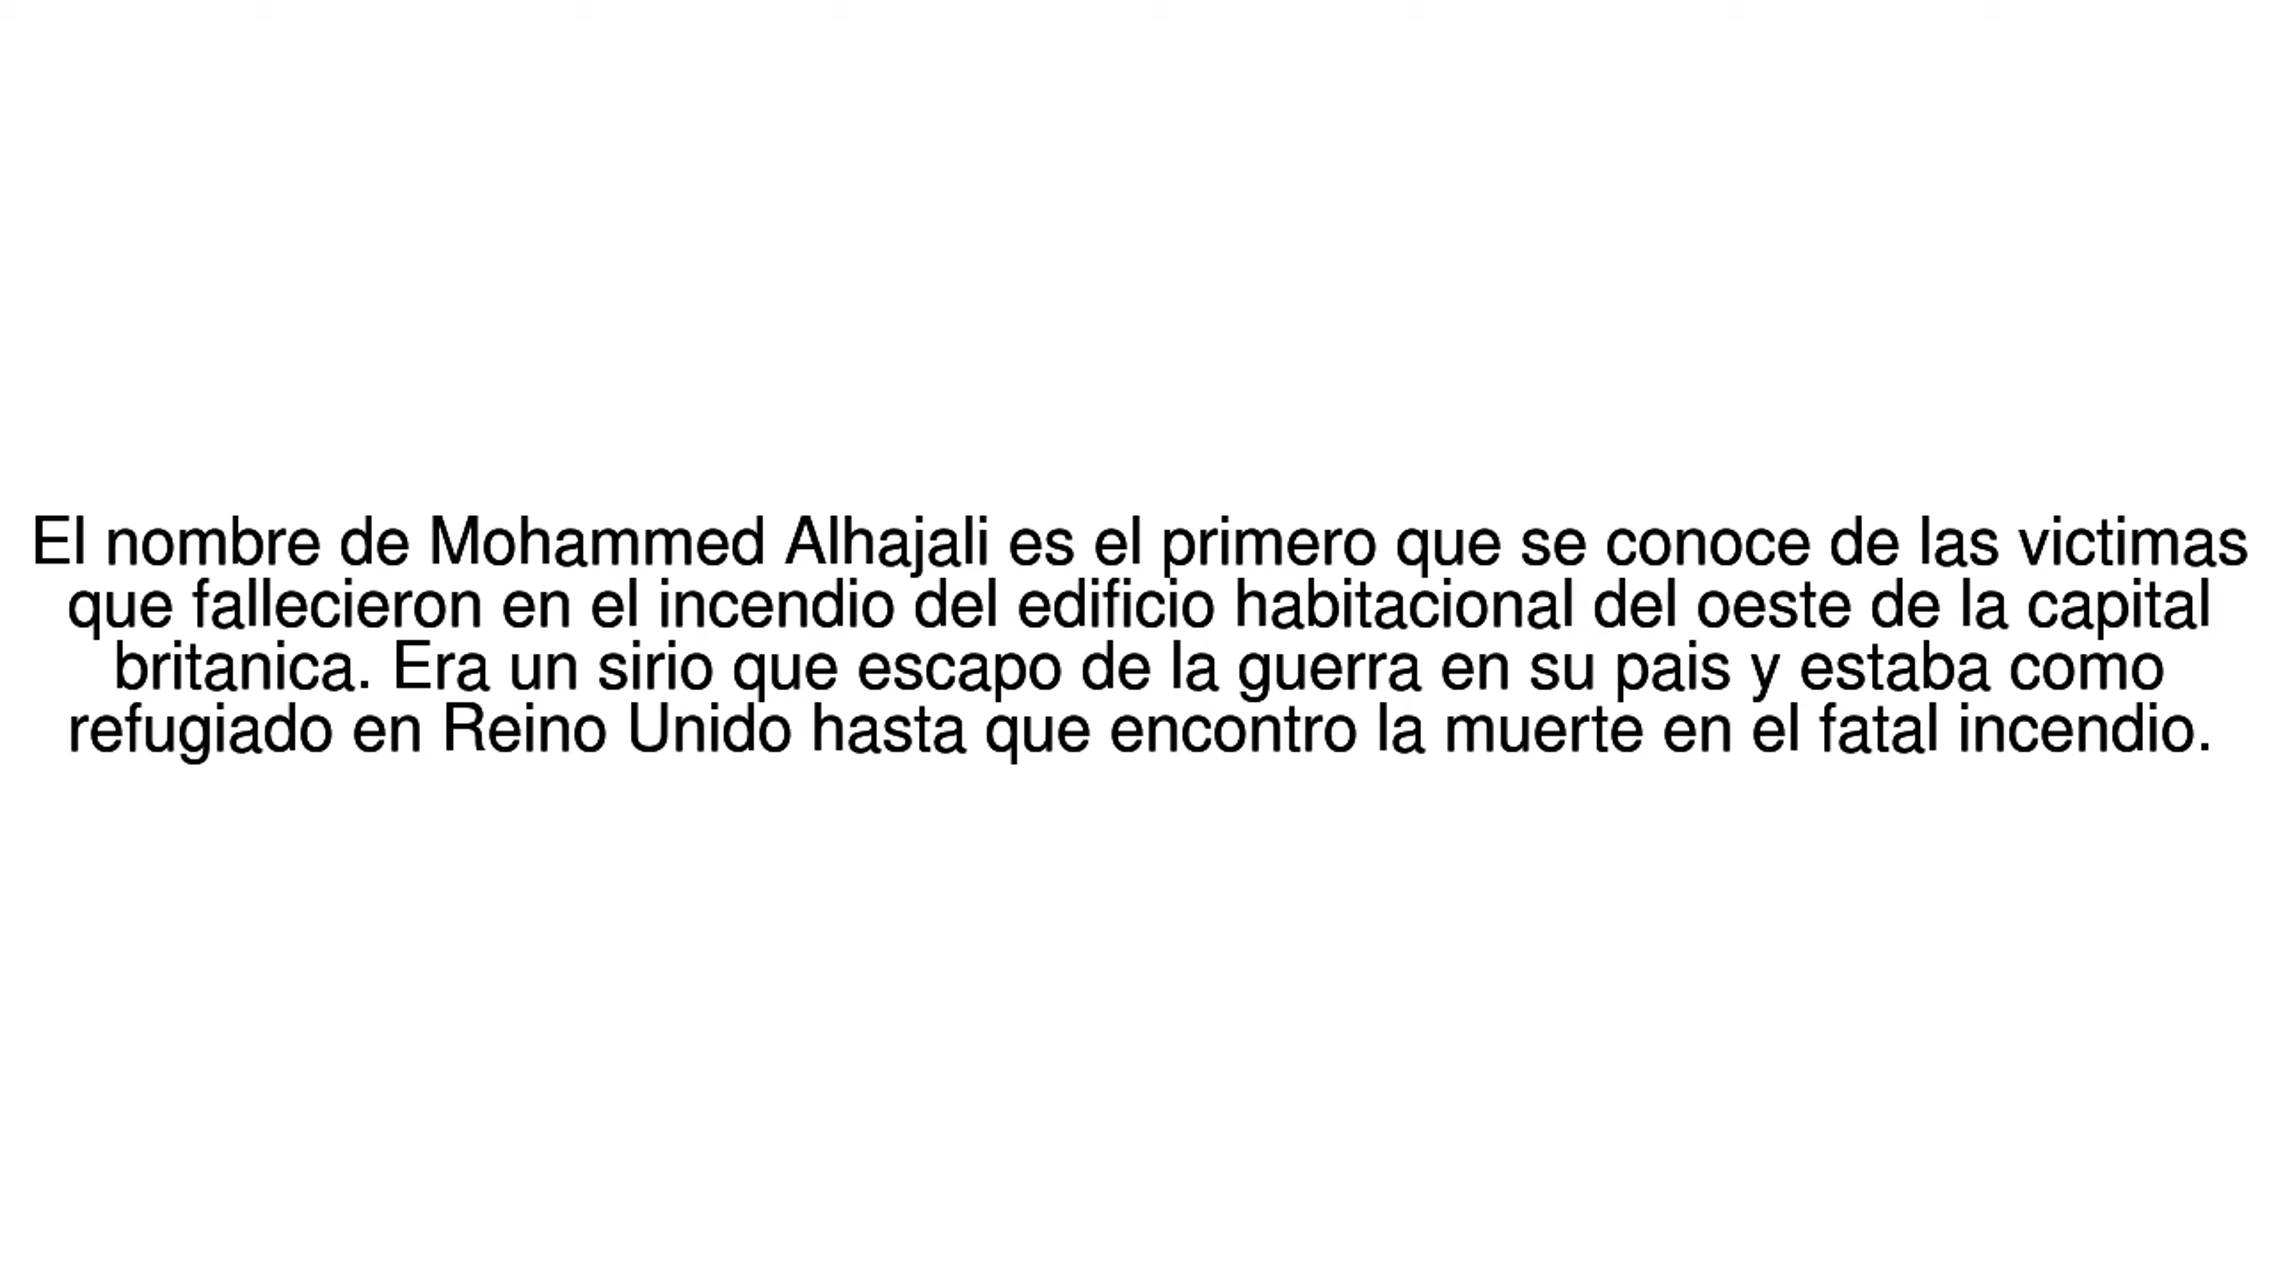 El nombre de Mohammed Alhajali es el primero que se conoce de las victimas
que fallecieron en el incendio del edificio habitacional del oeste de la capital
britanica. Era un sirio que escapo de la guerra en su pais y estaba como
refugiado en Reino Unido hasta que encontro la muerte en el fatal incendio.